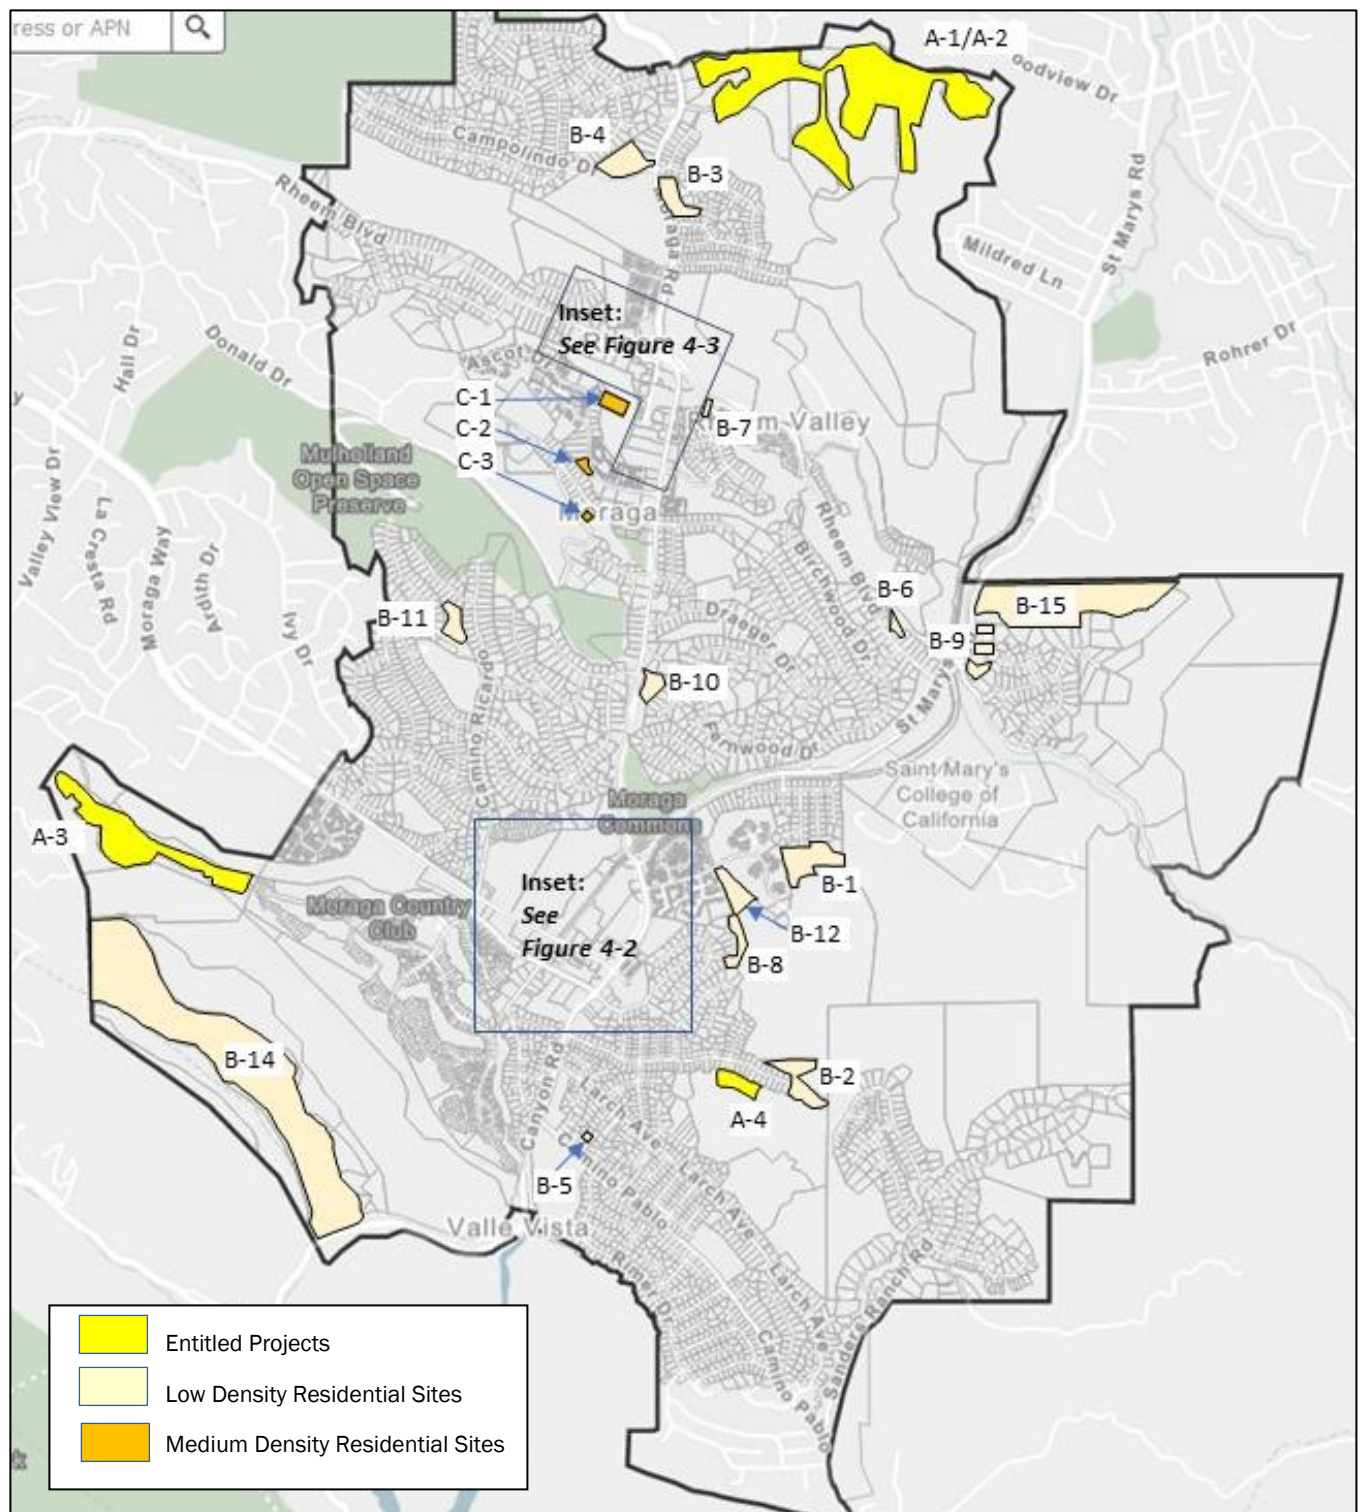 ress or APN
A-1/A-2
oodview Dr
B-4
Campolindo Dr
B-3
St Marys Rd
Rheem Blvd
Mildred Ln
aga Rd
Inset:
See Figure 4-3
Hall Dr
Donald Dr
Ascot Dr
Rohrer Dr
C-1
C-2
C-3
B-7
m Valley
Mulholland
Open Space
Preserve
Moraga
Valley View Dr
La Cresta Rd
Moraga Way
Ardith Dr
Ivy Dr
Rheem Blvd
Birchwood Dr
Draeger Dr
B-6
B-15
B-9
B-11
B-10
Camino Ricardo
Fernwood Dr
St Marys
Saint Mary's
College of
California
Moraga
Commons
A-3
B-1
Inset:
See
Figure 4-2
Moraga Country
Club
B-12
B-8
B-14
B-2
A-4
Canyon Rd
Larch Ave
B-5
mino Pablo
Larch Ave
Valle Vista
Rimer D
Larch Ave
Sanders Ranch Rd
Camino Pablo
Entitled Projects
Low Density Residential Sites
Medium Density Residential Sites